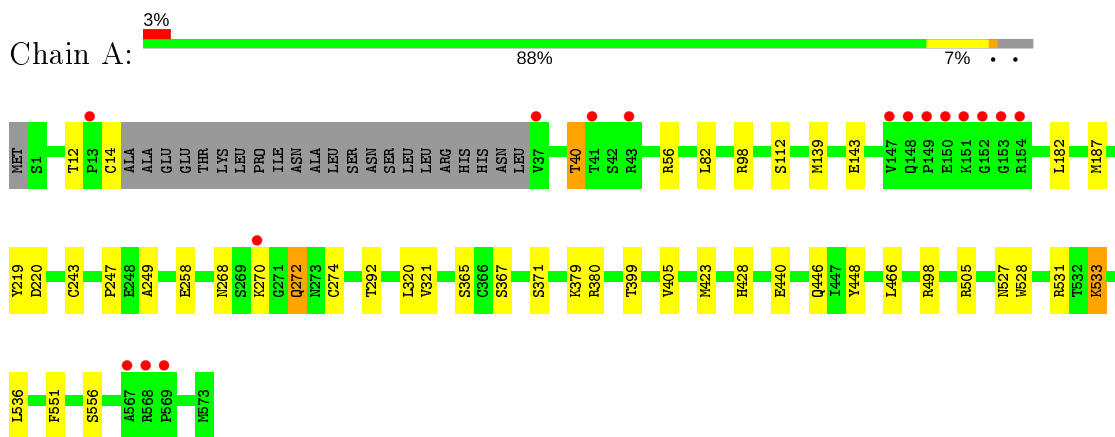 3%
Chain A:
88% 7% • •
MET S1 T12 P13 C14 ALA ALA GLU GLU THR LYS LEU PRO ILE ASN ALA LEU SER ASN SER LEU LEU ARG HIS HIS ASN LEU V37 T40 T41 S42 R43 R56 L82 R98 S112 M139 E143 V147 Q148 P149 E150 K151 G152 G153 R154 L182 M187
Y219 D220 C243 P247 E248 A249 E258 N268 S269 K270 G271 Q272 N273 C274 T292 L320 V321 S365 C366 S367 S371 K379 R380 T399 V405 M423 H428 E440 Q446 I447 Y448 L466 R498 R505 N527 W528 R531 T532 K533
L536 F551 S556 A567 R568 P569 M573